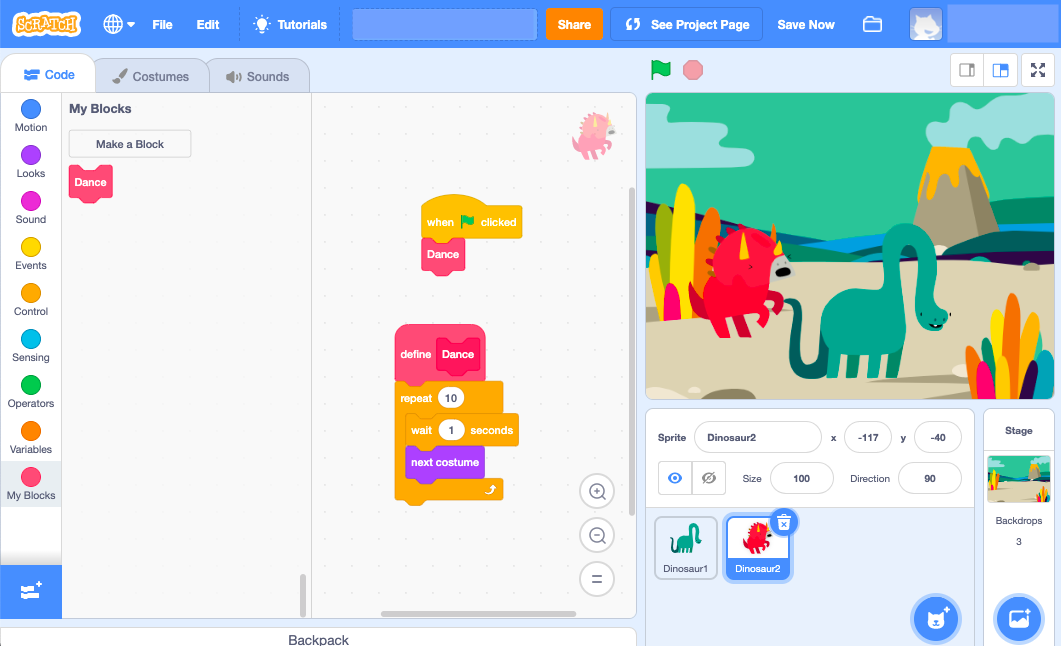 SCRATCH File Edit Tutorials Share See Project Page Save Now
Code Costumes Sounds
Motion
Looks
Sound
Events
Control
Sensing
Operators
Variables
My Blocks
My Blocks
Make a Block
Dance
when clicked
Dance
define Dance
repeat 10
wait 1 seconds
next costume
Sprite Dinosaur2 x -117 y -40
Size 100 Direction 90
Dinosaur1
Dinosaur2
Stage
Backdrops
3
Backpack